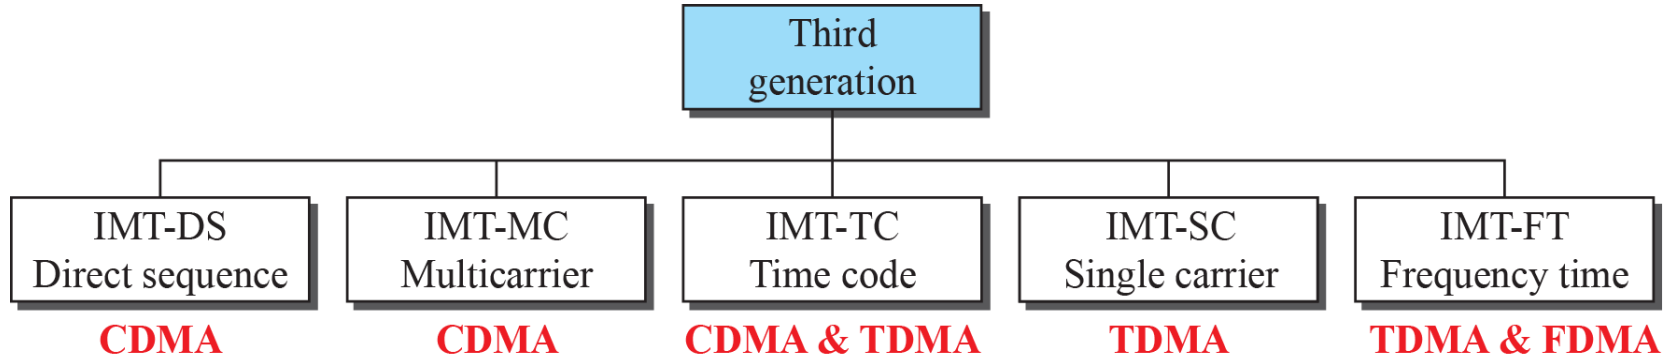 Third
generation
IMT-DS
Direct sequence
CDMA
IMT-MC
Multicarrier
CDMA
IMT-TC
Time code
CDMA & TDMA
IMT-SC
Single carrier
TDMA
IMT-FT
Frequency time
TDMA & FDMA